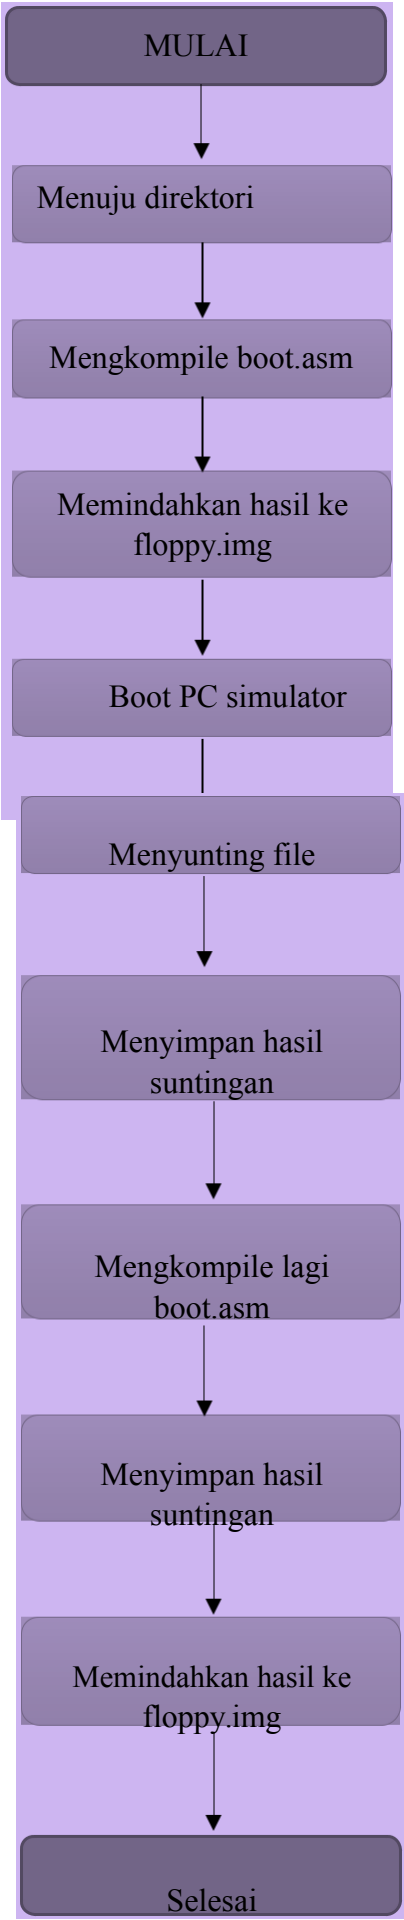 MULAI
Menuju direktori
Mengkompile boot.asm
Memindahkan hasil ke
floppy.img
Boot PC simulator
Menyunting file
Menyimpan hasil
suntingan
Mengkompile lagi
boot.asm
Menyimpan hasil
suntingan
Memindahkan hasil ke
floppy.img
Selesai